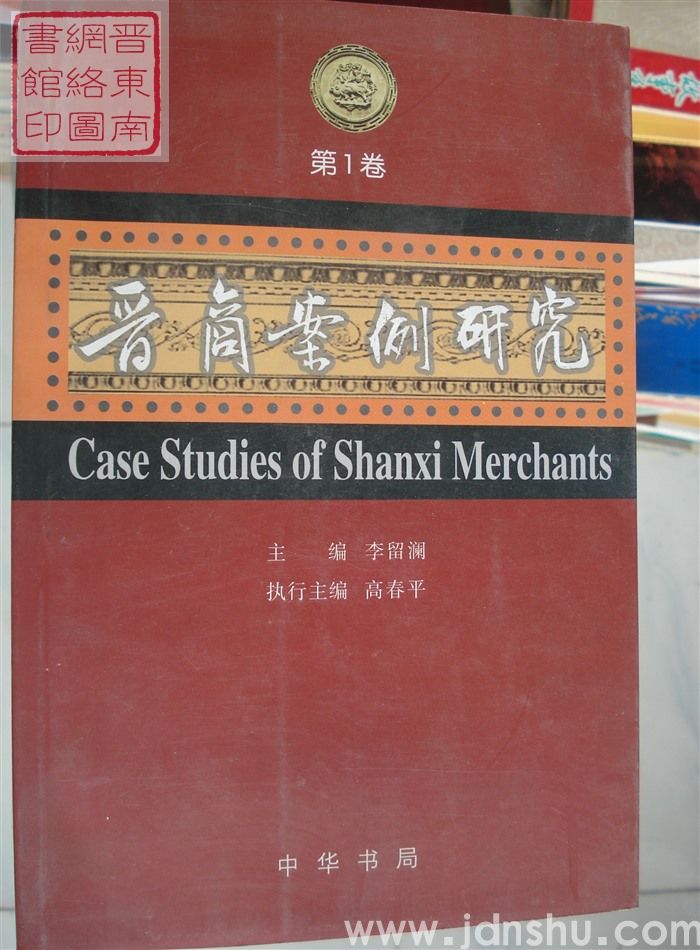 晋東南
網絡圖
書館印
第1卷
晋商案例研究
Case Studies of Shanxi Merchants
主 编 李留澜
执行主编 高春平
中华书局
www.jdnshu.com